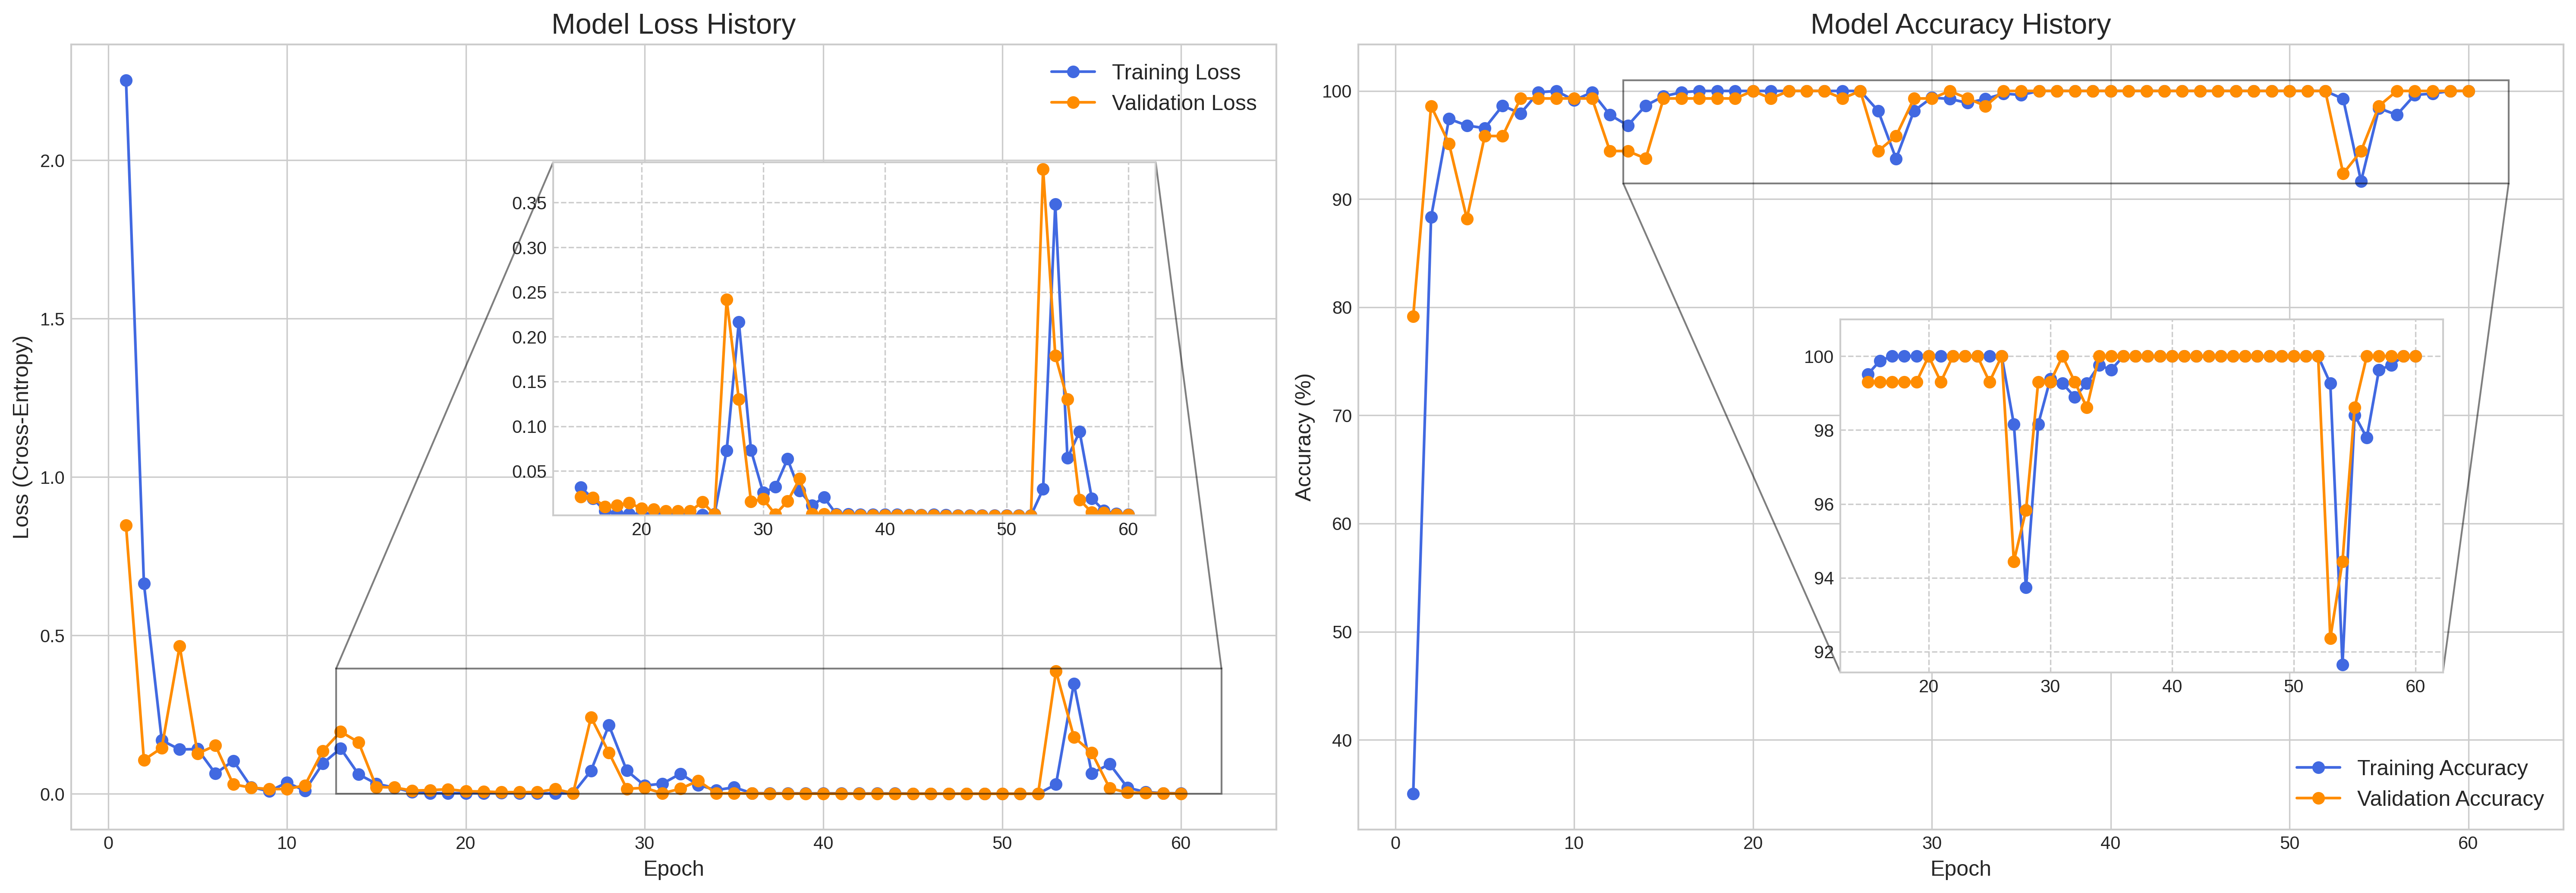 Model Loss History
Loss (Cross-Entropy)
2.0
1.5
1.0
0.5
0.0
0 10 20 30 40 50 60
Epoch
Training Loss
Validation Loss
0.35
0.30
0.25
0.20
0.15
0.10
0.05
20 30 40 50 60
Model Accuracy History
Accuracy (%)
100
90
80
70
60
50
40
0 10 20 30 40 50 60
Epoch
100
98
96
94
92
20 30 40 50 60
Training Accuracy
Validation Accuracy